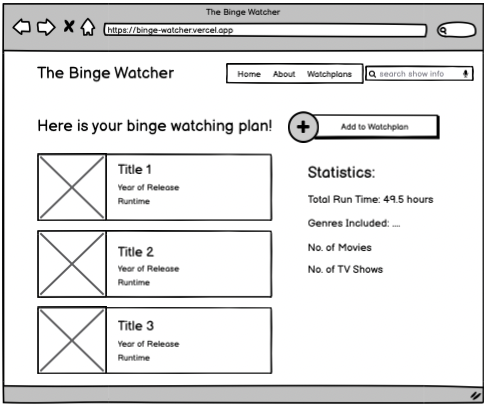 The Binge Watcher
https://binge-watcher.vercel.app
The Binge Watcher
Home About Watchplans
search show info
Here is your binge watching plan!
Add to Watchplan
Title 1
Year of Release
Runtime
Title 2
Year of Release
Runtime
Title 3
Year of Release
Runtime
Statistics:
Total Run Time: 49.5 hours
Genres Included: ....
No. of Movies
No. of TV Shows